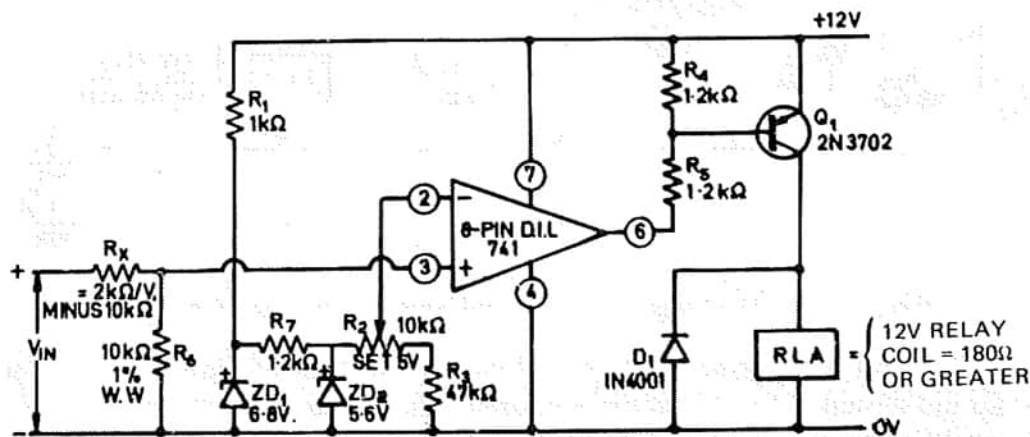 +12V
R1
1kΩ
R4
1·2kΩ
Q1
2N3702
7
R5
1·2kΩ
2
–
8-PIN D.I.L
741
6
3
+
4
+
RX
= 2kΩ/V,
MINUS 10kΩ
VIN
10kΩ
1%
W.W
R6
R7
1·2kΩ
R2
10kΩ
SET 5V
R3
47kΩ
+
ZD1
6·8V.
+
ZD2
5·6V
D1
IN4001
RLA
=
12V RELAY
COIL = 180Ω
OR GREATER
–
0V